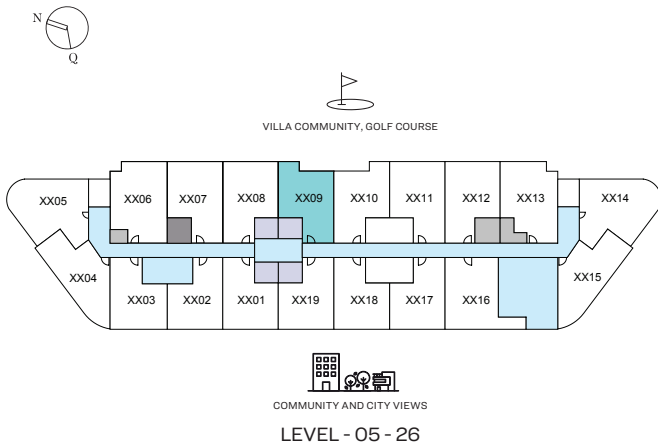 N
Q
VILLA COMMUNITY, GOLF COURSE
XX05
XX06
XX07
XX08
XX09
XX10
XX11
XX12
XX13
XX14
XX04
XX03
XX02
XX01
XX19
XX18
XX17
XX16
XX15
COMMUNITY AND CITY VIEWS
LEVEL - 05 - 26